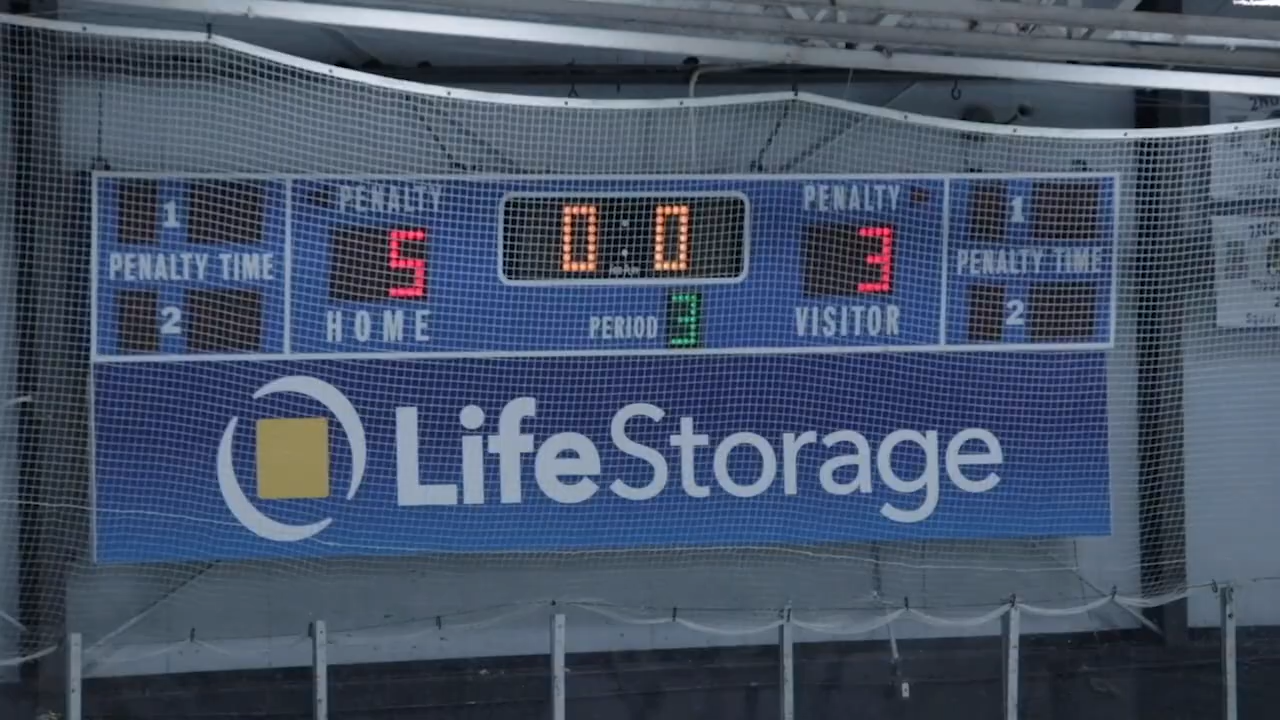 1 PENALTY 0:0 PENALTY 1
PENALTY TIME 5 3 PENALTY TIME
2 HOME PERIOD 3 VISITOR 2
LifeStorage
2ND